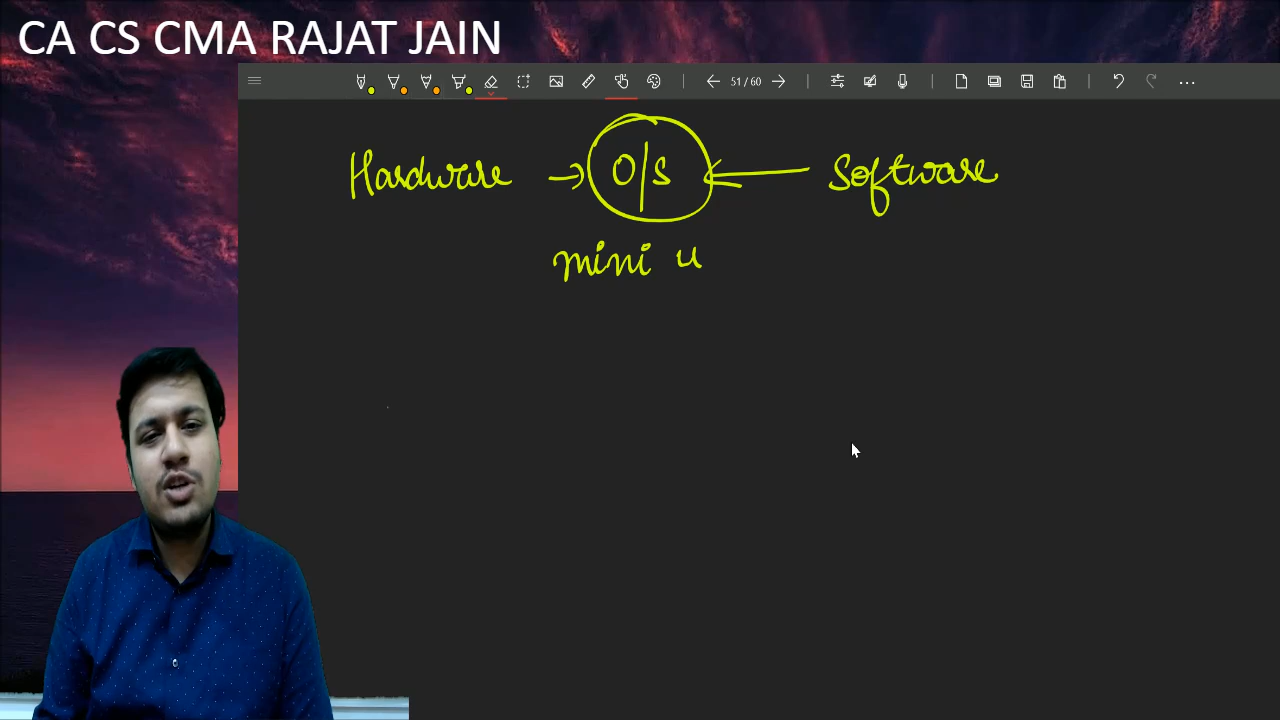 CA CS CMA RAJAT JAIN
51 / 60
Hardware → O/S ← Software
mini u